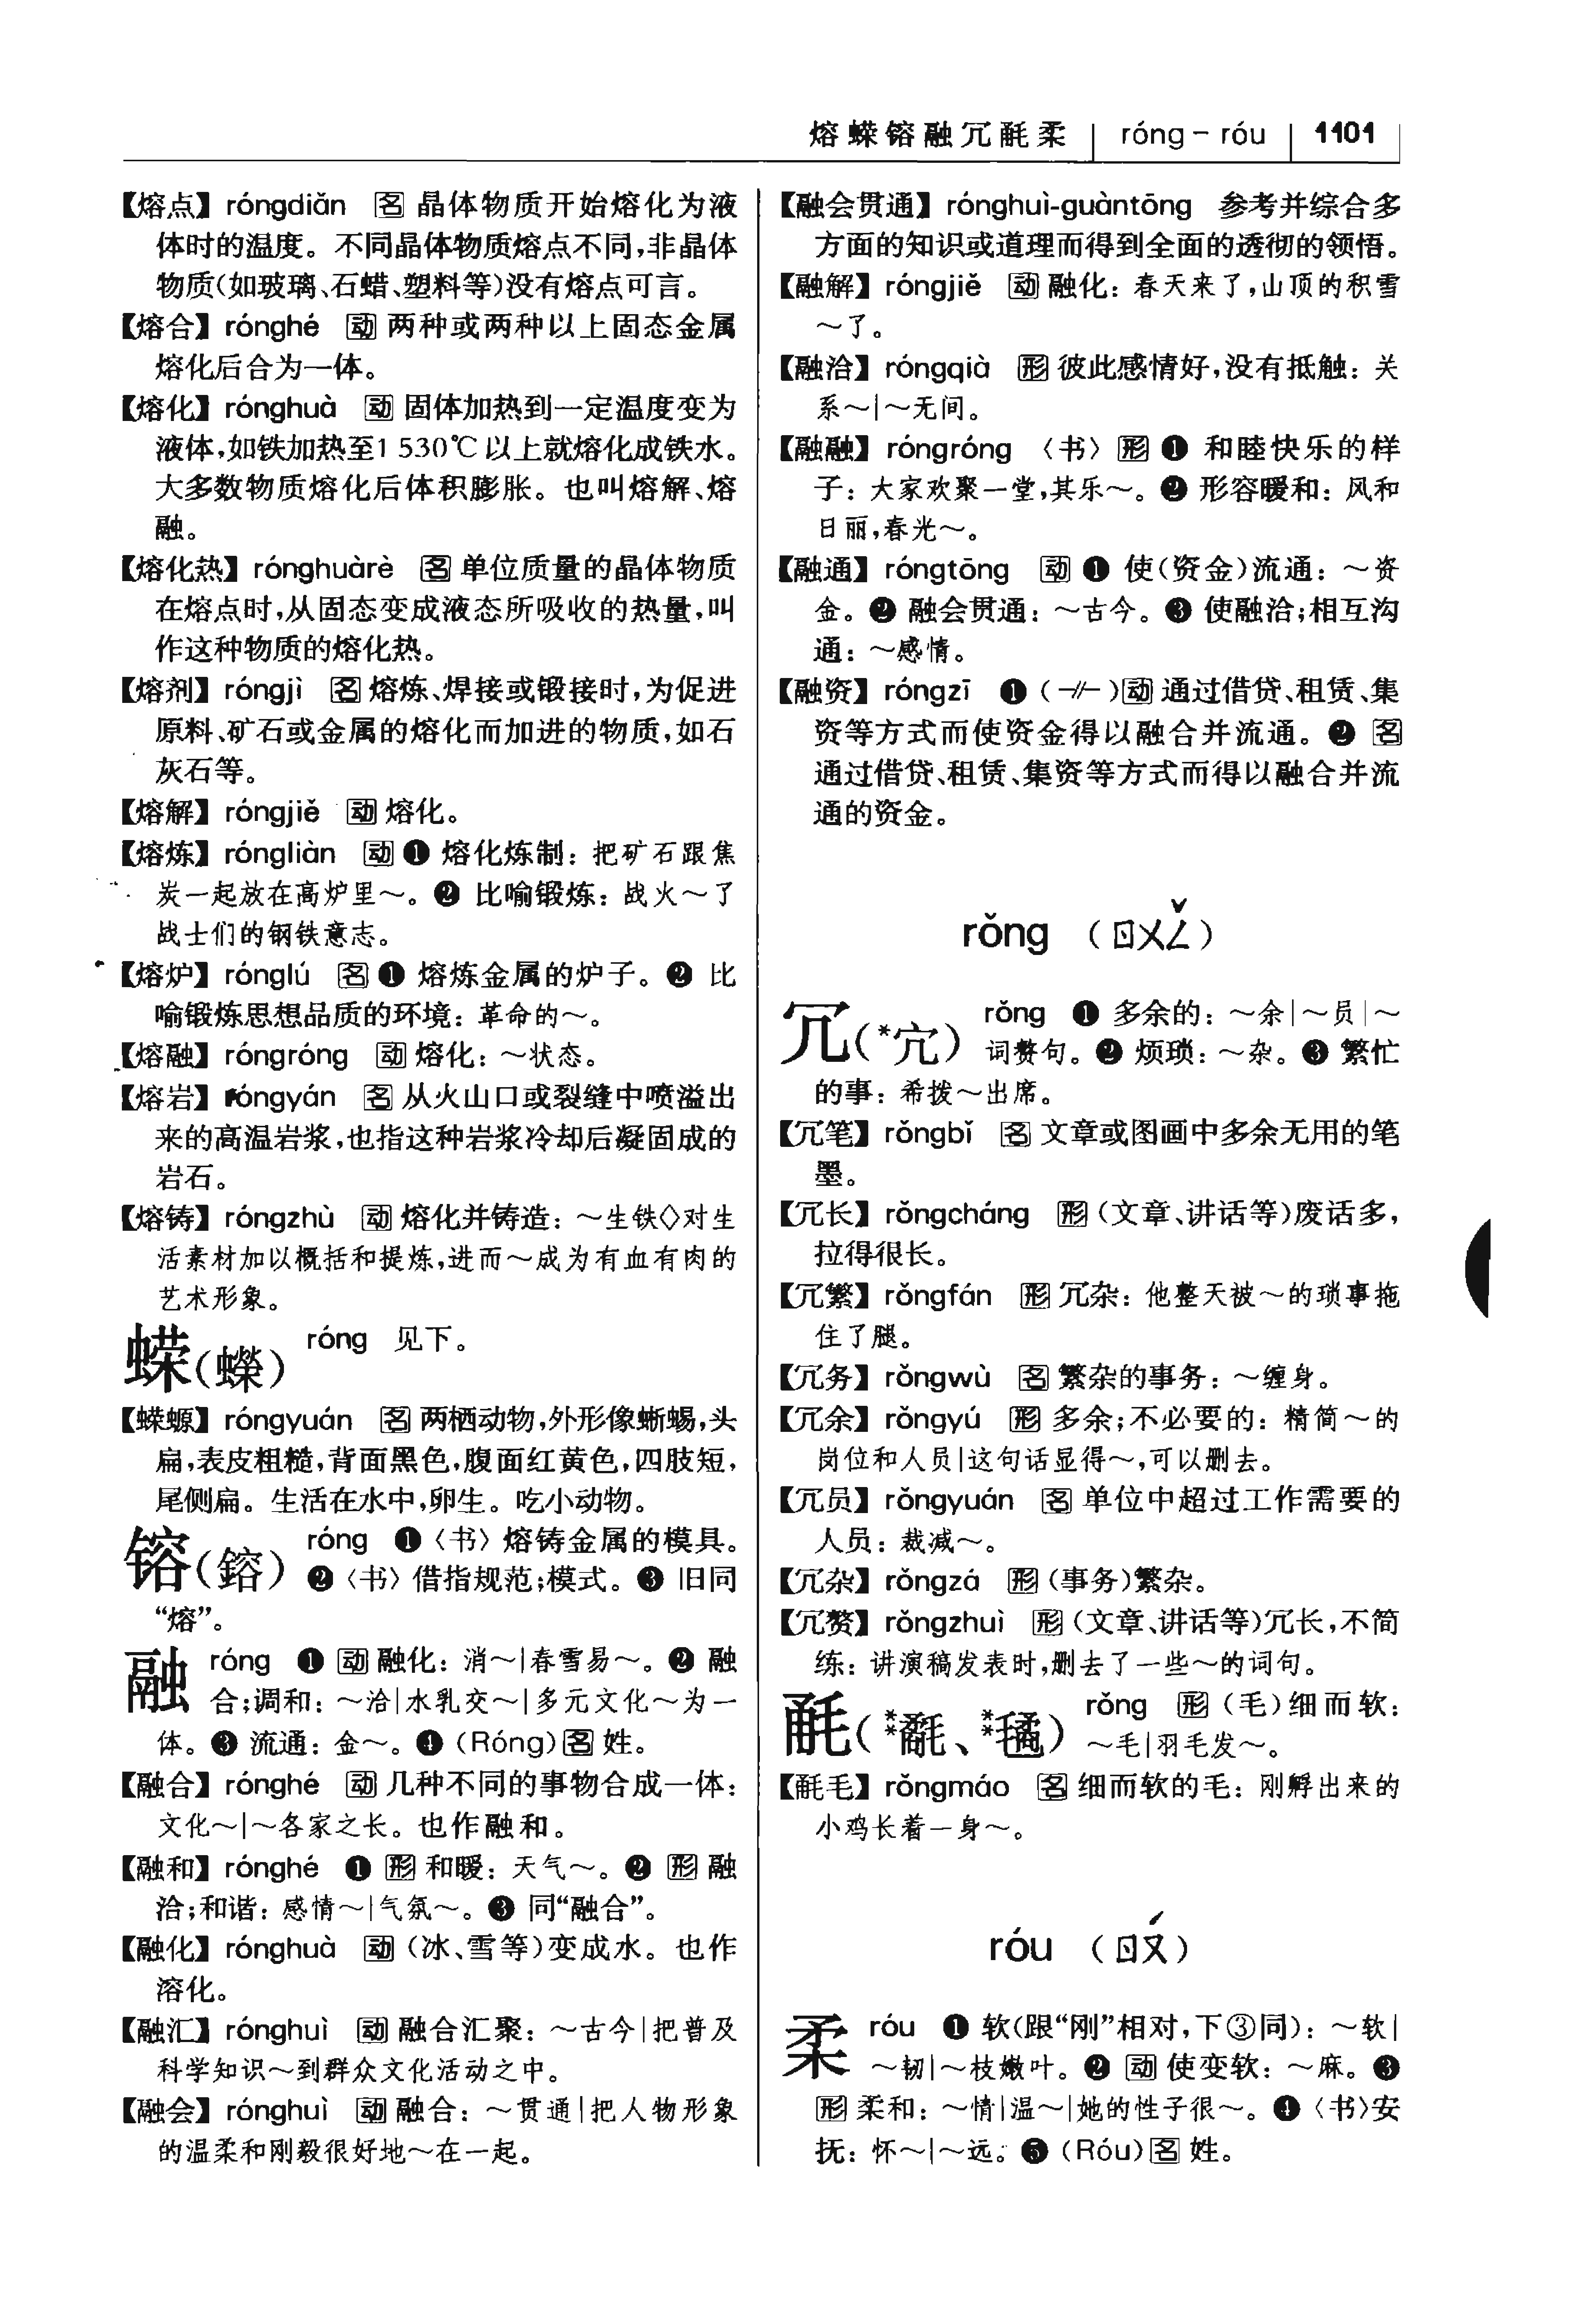 熔蝾镕融冗氄柔 róng－róu 1101
【熔点】 róngdiǎn 名 晶体物质开始熔化为液
体时的温度。不同晶体物质熔点不同，非晶体
物质(如玻璃、石蜡、塑料等)没有熔点可言。
【熔合】 rónghé 动 两种或两种以上固态金属
熔化后合为一体。
【熔化】 rónghuà 动 固体加热到一定温度变为
液体，如铁加热至1 530℃以上就熔化成铁水。
大多数物质熔化后体积膨胀。也叫熔解、熔
融。
【熔化热】 rónghuàrè 名 单位质量的晶体物质
在熔点时，从固态变成液态所吸收的热量，叫
作这种物质的熔化热。
【熔剂】 róngjì 名 熔炼、焊接或锻接时，为促进
原料、矿石或金属的熔化而加进的物质，如石
灰石等。
【熔解】 róngjiě 动 熔化。
【熔炼】 róngliàn 动 ❶ 熔化炼制：把矿石跟焦
炭一起放在高炉里～。❷ 比喻锻炼：战火～了
战士们的钢铁意志。
【熔炉】 rónglú 名 ❶ 熔炼金属的炉子。❷ 比
喻锻炼思想品质的环境：革命的～。
【熔融】 róngróng 动 熔化：～状态。
【熔岩】 róngyán 名 从火山口或裂缝中喷溢出
来的高温岩浆，也指这种岩浆冷却后凝固成的
岩石。
【熔铸】 róngzhù 动 熔化并铸造：～生铁◇对生
活素材加以概括和提炼，进而～成为有血有肉的
艺术形象。
蝾(蠑) róng 见下。
【蝾螈】 róngyuán 名 两栖动物，外形像蜥蜴，头
扁，表皮粗糙，背面黑色，腹面红黄色，四肢短，
尾侧扁。生活在水中，卵生。吃小动物。
镕(鎔) róng ❶〈书〉熔铸金属的模具。
❷〈书〉借指规范；模式。❸ 旧同
“熔”。
融 róng ❶ 动 融化：消～|春雪易～。❷ 融
合；调和：～洽|水乳交～|多元文化～为一
体。❸ 流通：金～。❹ (Róng) 名 姓。
【融合】 rónghé 动 几种不同的事物合成一体：
文化～|～各家之长。也作融和。
【融和】 rónghé ❶ 形 和暖：天气～。❷ 形 融
洽；和谐：感情～|气氛～。❸ 同“融合”。
【融化】 rónghuà 动 (冰、雪等)变成水。也作
溶化。
【融汇】 rónghuì 动 融合汇聚：～古今|把普及
科学知识～到群众文化活动之中。
【融会】 rónghuì 动 融合：～贯通|把人物形象
的温柔和刚毅很好地～在一起。
【融会贯通】 rónghuì-guàntōng 参考并综合多
方面的知识或道理而得到全面的透彻的领悟。
【融解】 róngjiě 动 融化：春天来了，山顶的积雪
～了。
【融洽】 róngqià 形 彼此感情好，没有抵触：关
系～|～无间。
【融融】 róngróng 〈书〉 形 ❶ 和睦快乐的样
子：大家欢聚一堂，其乐～。❷ 形容暖和：风和
日丽，春光～。
【融通】 róngtōng 动 ❶ 使(资金)流通：～资
金。❷ 融会贯通：～古今。❸ 使融洽；相互沟
通：～感情。
【融资】 róngzī ❶ (－//－) 动 通过借贷、租赁、集
资等方式而使资金得以融合并流通。❷ 名
通过借贷、租赁、集资等方式而得以融合并流
通的资金。
rǒng （ㄖㄨㄥˇ）
冗(*宂) rǒng ❶ 多余的：～余|～员|～
词赘句。❷ 烦琐：～杂。❸ 繁忙
的事：希拨～出席。
【冗笔】 rǒngbǐ 名 文章或图画中多余无用的笔
墨。
【冗长】 rǒngcháng 形 (文章、讲话等)废话多，
拉得很长。
【冗繁】 rǒngfán 形 冗杂：他整天被～的琐事拖
住了腿。
【冗务】 rǒngwù 名 繁杂的事务：～缠身。
【冗余】 rǒngyú 形 多余；不必要的：精简～的
岗位和人员|这句话显得～，可以删去。
【冗员】 rǒngyuán 名 单位中超过工作需要的
人员：裁减～。
【冗杂】 rǒngzá 形 (事务)繁杂。
【冗赘】 rǒngzhuì 形 (文章、讲话等)冗长，不简
练：讲演稿发表时，删去了一些～的词句。
氄(**㲝、**毧) rǒng 形 (毛)细而软：
～毛|羽毛发～。
【氄毛】 rǒngmáo 名 细而软的毛：刚孵出来的
小鸡长着一身～。
róu （ㄖㄡˊ）
柔 róu ❶ 软(跟“刚”相对，下③同)：～软|
～韧|～枝嫩叶。❷ 动 使变软：～麻。❸
形 柔和：～情|温～|她的性子很～。❹〈书〉安
抚：怀～|～远。❺ (Róu) 名 姓。